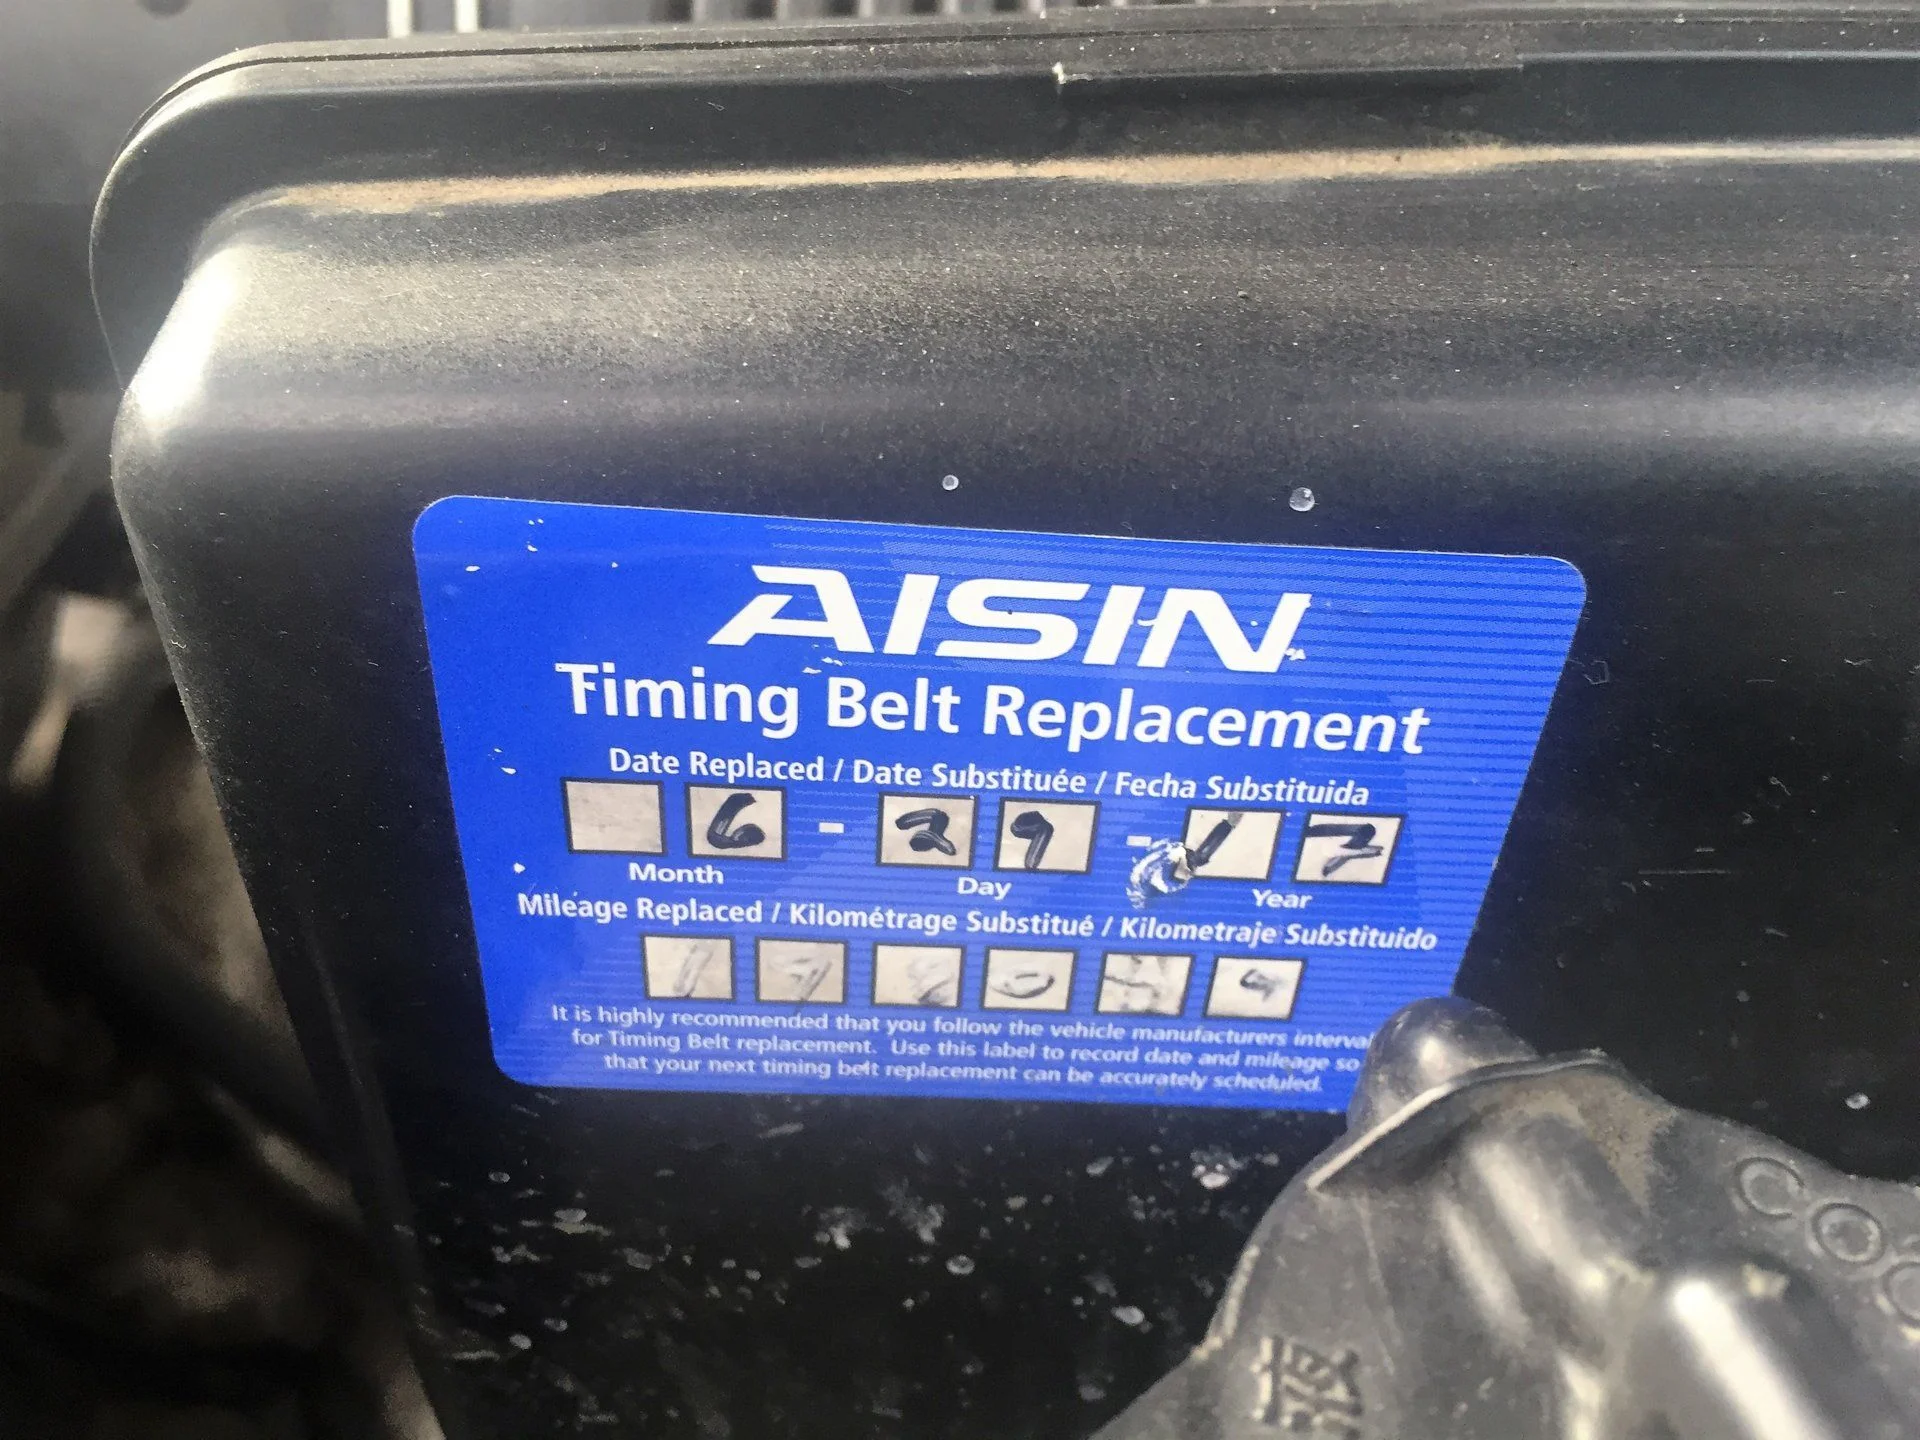 AISIN
Timing Belt Replacement
Date Replaced / Date Substituée / Fecha Substituida
6 - 29 - 17
Month Day Year
Mileage Replaced / Kilométrage Substitué / Kilometraje Substituido
It is highly recommended that you follow the vehicle manufacturers interval
for Timing Belt replacement. Use this label to record date and mileage so
that your next timing belt replacement can be accurately scheduled.